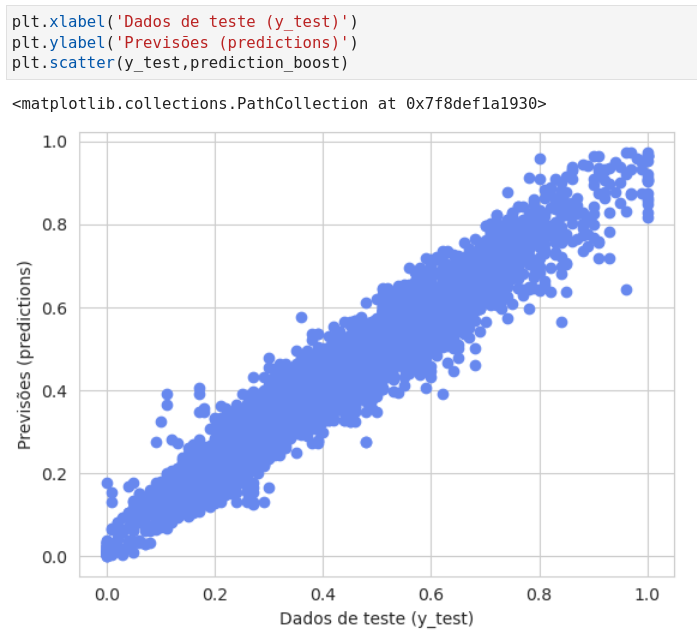 plt.xlabel('Dados de teste (y_test)')
plt.ylabel('Previsões (predictions)')
plt.scatter(y_test,prediction_boost)
<matplotlib.collections.PathCollection at 0x7f8def1a1930>
1.0
0.8
0.6
0.4
0.2
0.0
Previsões (predictions)
0.0 0.2 0.4 0.6 0.8 1.0
Dados de teste (y_test)